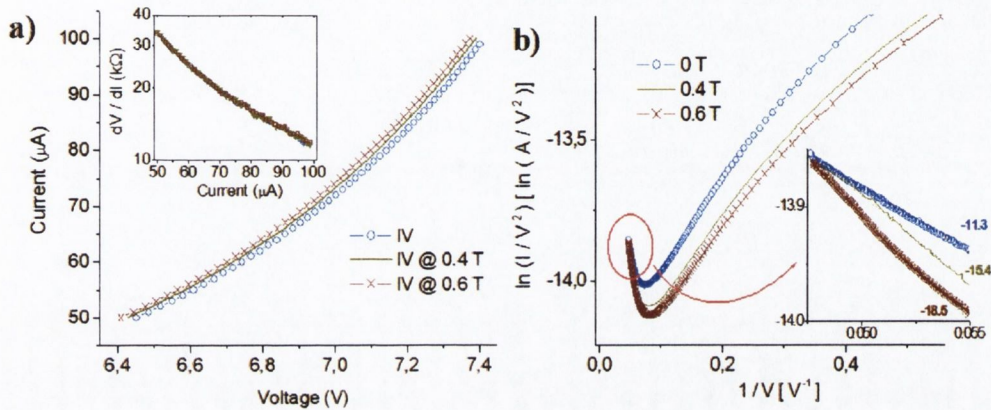 a)
40
30
20
10
dV / dI (kΩ)
50 60 70 80 90 100
Current (μA)
100
90
80
70
60
50
Current (μA)
IV
IV @ 0.4 T
IV @ 0.6 T
6,4 6,6 6,8 7,0 7,2 7,4
Voltage (V)
b)
0 T
0.4 T
0.6 T
-13,5
-14,0
ln ( I / V² ) [ ln ( A / V² ) ]
-13,9
-14,0
-11.3
-15.4
-18.5
0,050 0,055
0,0 0,2 0,4
1 / V [ V⁻¹ ]